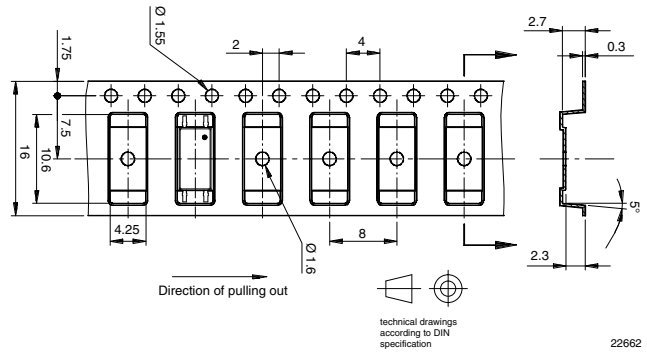 2.7
0.3
1.75
Ø 1.55
2
4
7.5
16
10.6
4.25
Ø 1.6
8
5°
2.3
Direction of pulling out
technical drawings
according to DIN
specification
22662